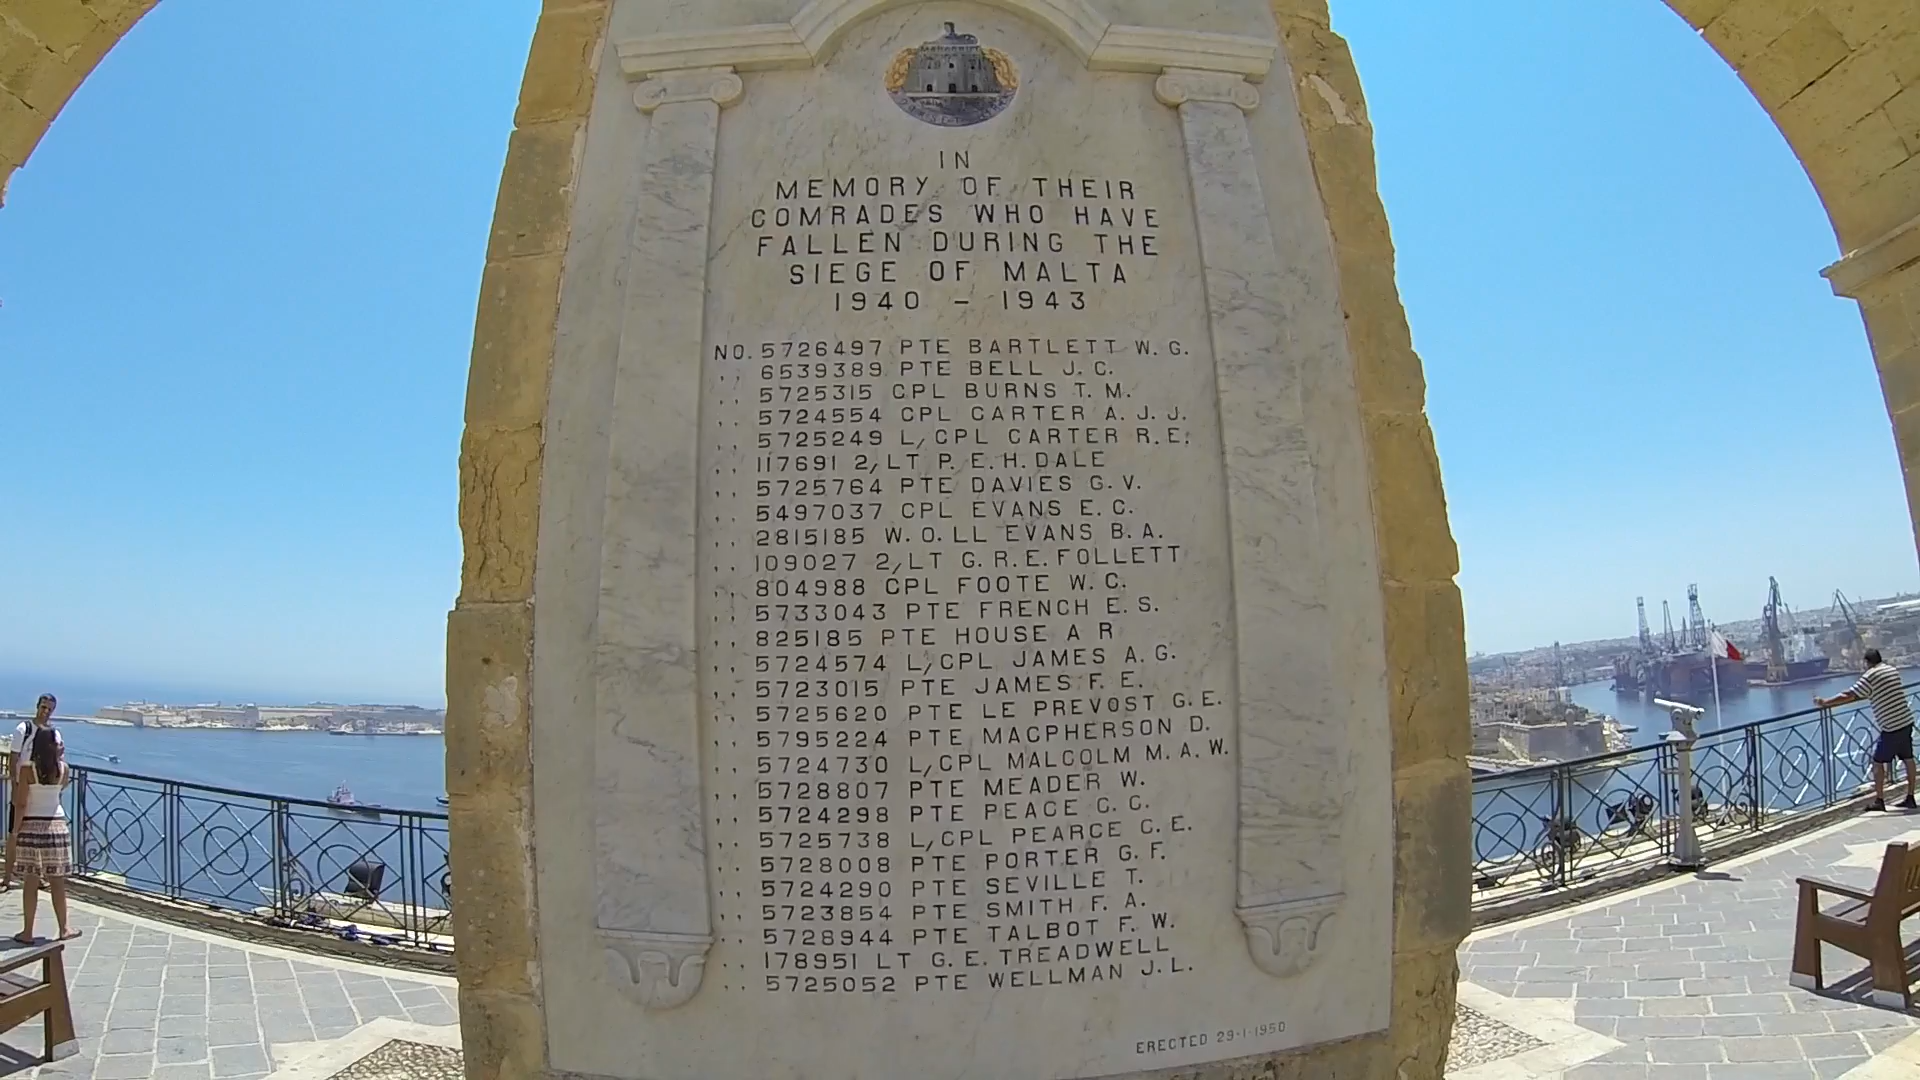 IN
MEMORY OF THEIR
COMRADES WHO HAVE
FALLEN DURING THE
SIEGE OF MALTA
1940 - 1943
NO. 5726497 PTE BARTLETT W. G.
,, 6539389 PTE BELL J. C.
,, 5725315 CPL BURNS T. M.
,, 5724554 CPL CARTER A. J. J.
,, 5725249 L/CPL CARTER R. E.
,, 117691 2/LT P. E. H. DALE
,, 5725764 PTE DAVIES G. V.
,, 5497037 CPL EVANS E. C.
,, 2815185 W. O. LL EVANS B. A.
,, 109027 2/LT G. R. E. FOLLETT
,, 804988 CPL FOOTE W. C.
,, 5733043 PTE FRENCH E. S.
,, 825185 PTE HOUSE A R
,, 5724574 L/CPL JAMES A. G.
,, 5723015 PTE JAMES F. E.
,, 5725620 PTE LE PREVOST G. E.
,, 5795224 PTE MACPHERSON D.
,, 5724730 L/CPL MALCOLM M. A. W.
,, 5728807 PTE MEADER W.
,, 5724298 PTE PEACE C. C.
,, 5725738 L/CPL PEARCE C. E.
,, 5728008 PTE PORTER G. F.
,, 5724290 PTE SEVILLE T.
,, 5723854 PTE SMITH F. A.
,, 5728944 PTE TALBOT F. W.
,, 178951 LT G. E. TREADWELL
,, 5725052 PTE WELLMAN J. L.
ERECTED 29-1-1950